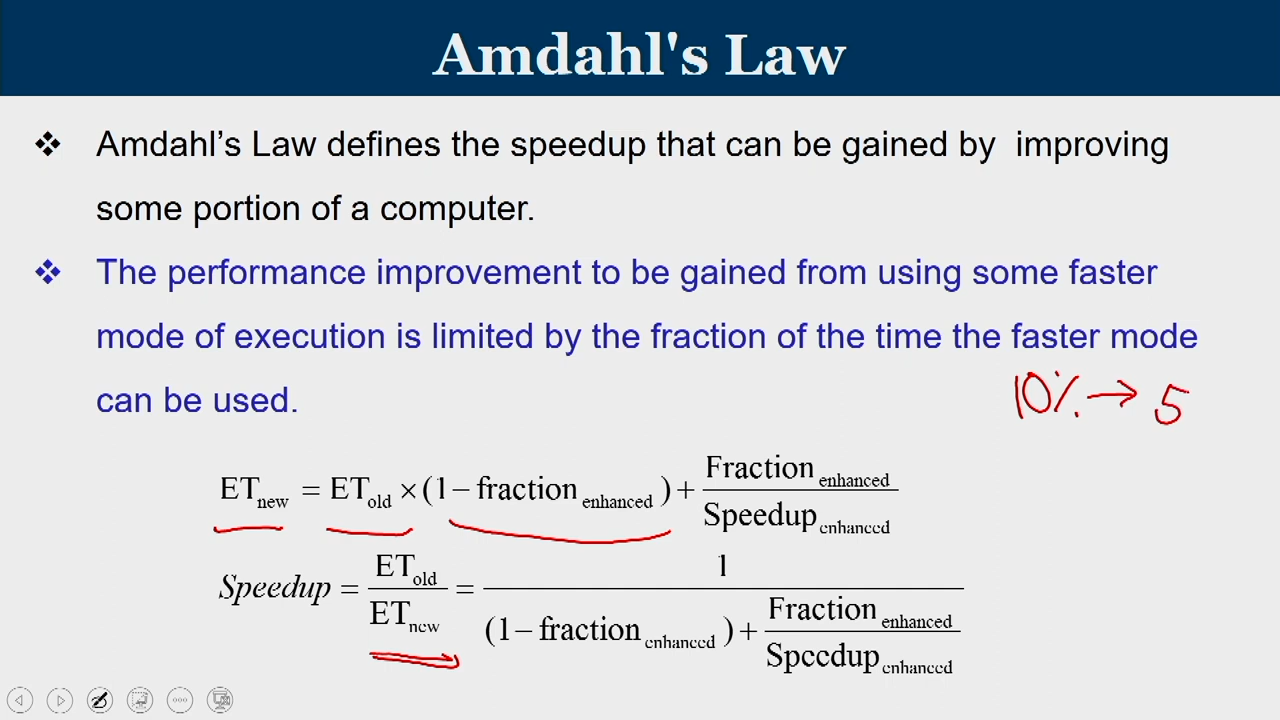 Amdahl's Law
❖ Amdahl’s Law defines the speedup that can be gained by improving
some portion of a computer.
❖ The performance improvement to be gained from using some faster
mode of execution is limited by the fraction of the time the faster mode
can be used.
10% → 5
ET_new = ET_old × (1 − fraction_enhanced) + Fraction_enhanced / Speedup_enhanced
Speedup = ET_old / ET_new = 1 / ((1 − fraction_enhanced) + Fraction_enhanced / Speedup_enhanced)